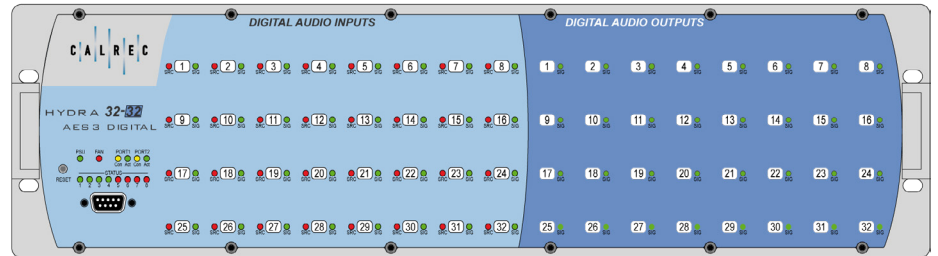 DIGITAL AUDIO INPUTS
DIGITAL AUDIO OUTPUTS
CALREC
1 2 3 4 5 6 7 8
SRC SIG SRC SIG SRC SIG SRC SIG SRC SIG SRC SIG SRC SIG SRC SIG
1 2 3 4 5 6 7 8
SIG SIG SIG SIG SIG SIG SIG SIG
HYDRA 32-32
AES3 DIGITAL
9 10 11 12 13 14 15 16
SRC SIG SRC SIG SRC SIG SRC SIG SRC SIG SRC SIG SRC SIG SRC SIG
9 10 11 12 13 14 15 16
SIG SIG SIG SIG SIG SIG SIG SIG
PSU FAN PORT1 PORT2
Con Act Con Act
RESET
STATUS
1 2 3 4 5 6 7 8
17 18 19 20 21 22 23 24
SRC SIG SRC SIG SRC SIG SRC SIG SRC SIG SRC SIG SRC SIG SRC SIG
17 18 19 20 21 22 23 24
SIG SIG SIG SIG SIG SIG SIG SIG
25 26 27 28 29 30 31 32
SRC SIG SRC SIG SRC SIG SRC SIG SRC SIG SRC SIG SRC SIG SRC SIG
25 26 27 28 29 30 31 32
SIG SIG SIG SIG SIG SIG SIG SIG